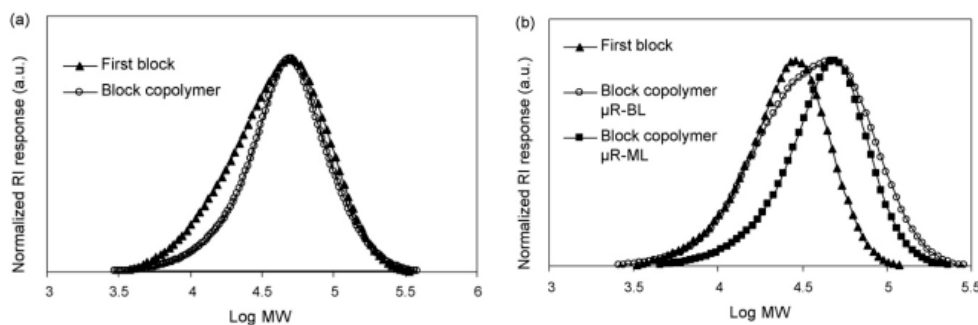 (a)
Normalized RI response (a.u.)
First block
Block copolymer
3 3.5 4 4.5 5 5.5 6
Log MW
(b)
Normalized RI response (a.u.)
First block
Block copolymer
µR-BL
Block copolymer
µR-ML
3 3.5 4 4.5 5 5.5
Log MW